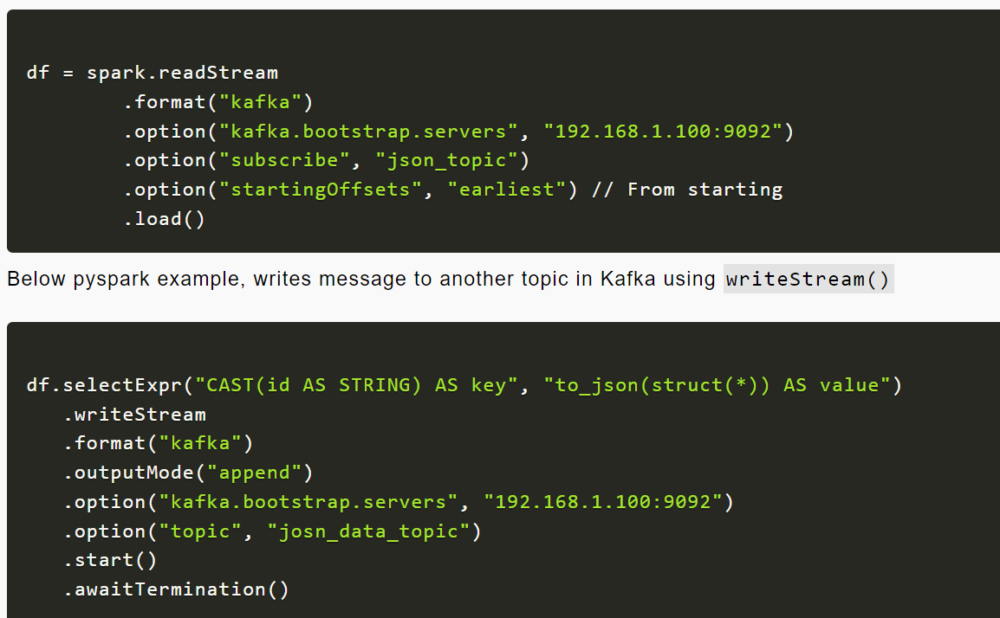 df = spark.readStream
.format("kafka")
.option("kafka.bootstrap.servers", "192.168.1.100:9092")
.option("subscribe", "json_topic")
.option("startingOffsets", "earliest") // From starting
.load()
Below pyspark example, writes message to another topic in Kafka using writeStream()
df.selectExpr("CAST(id AS STRING) AS key", "to_json(struct(*)) AS value")
.writeStream
.format("kafka")
.outputMode("append")
.option("kafka.bootstrap.servers", "192.168.1.100:9092")
.option("topic", "josn_data_topic")
.start()
.awaitTermination()